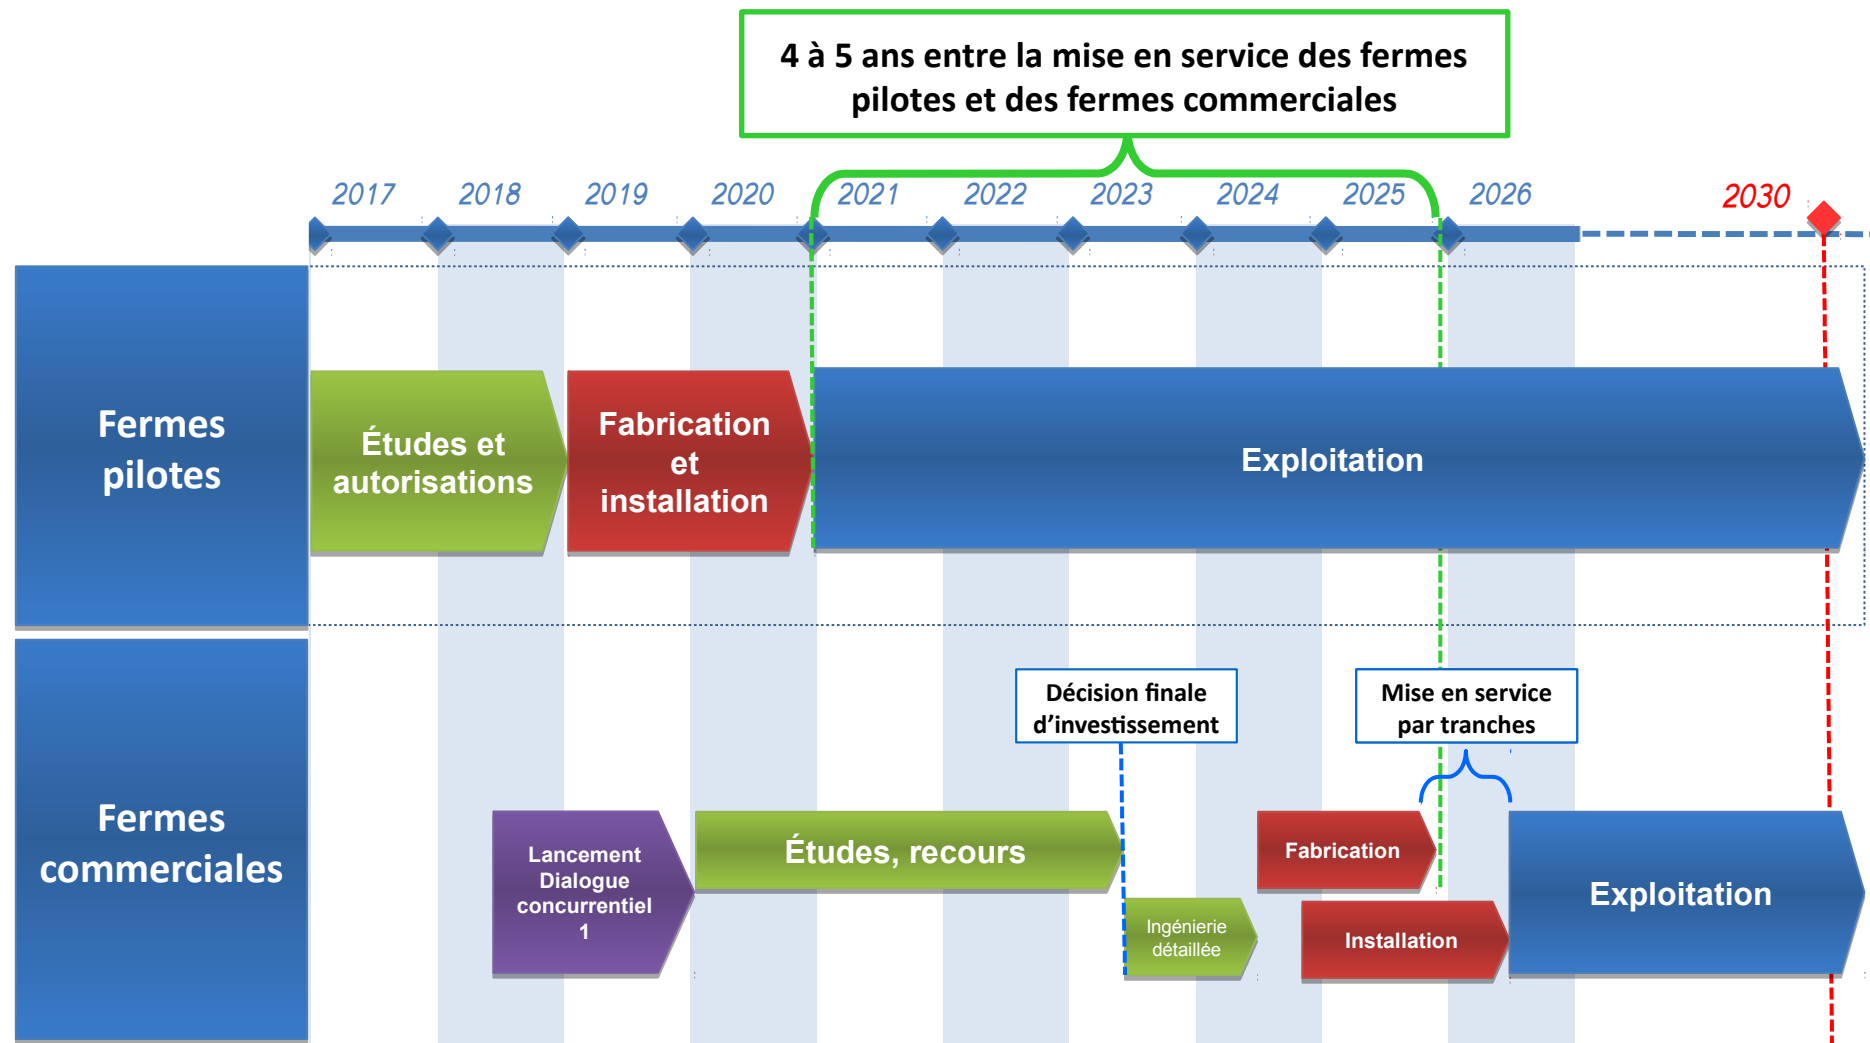 4 à 5 ans entre la mise en service des fermes
pilotes et des fermes commerciales
2017
2018
2019
2020
2021
2022
2023
2024
2025
2026
2030
Fermes
pilotes
Études et
autorisations
Fabrication
et
installation
Exploitation
Fermes
commerciales
Lancement
Dialogue
concurrentiel
1
Études, recours
Décision finale
d’investissement
Ingénierie
détaillée
Fabrication
Installation
Mise en service
par tranches
Exploitation